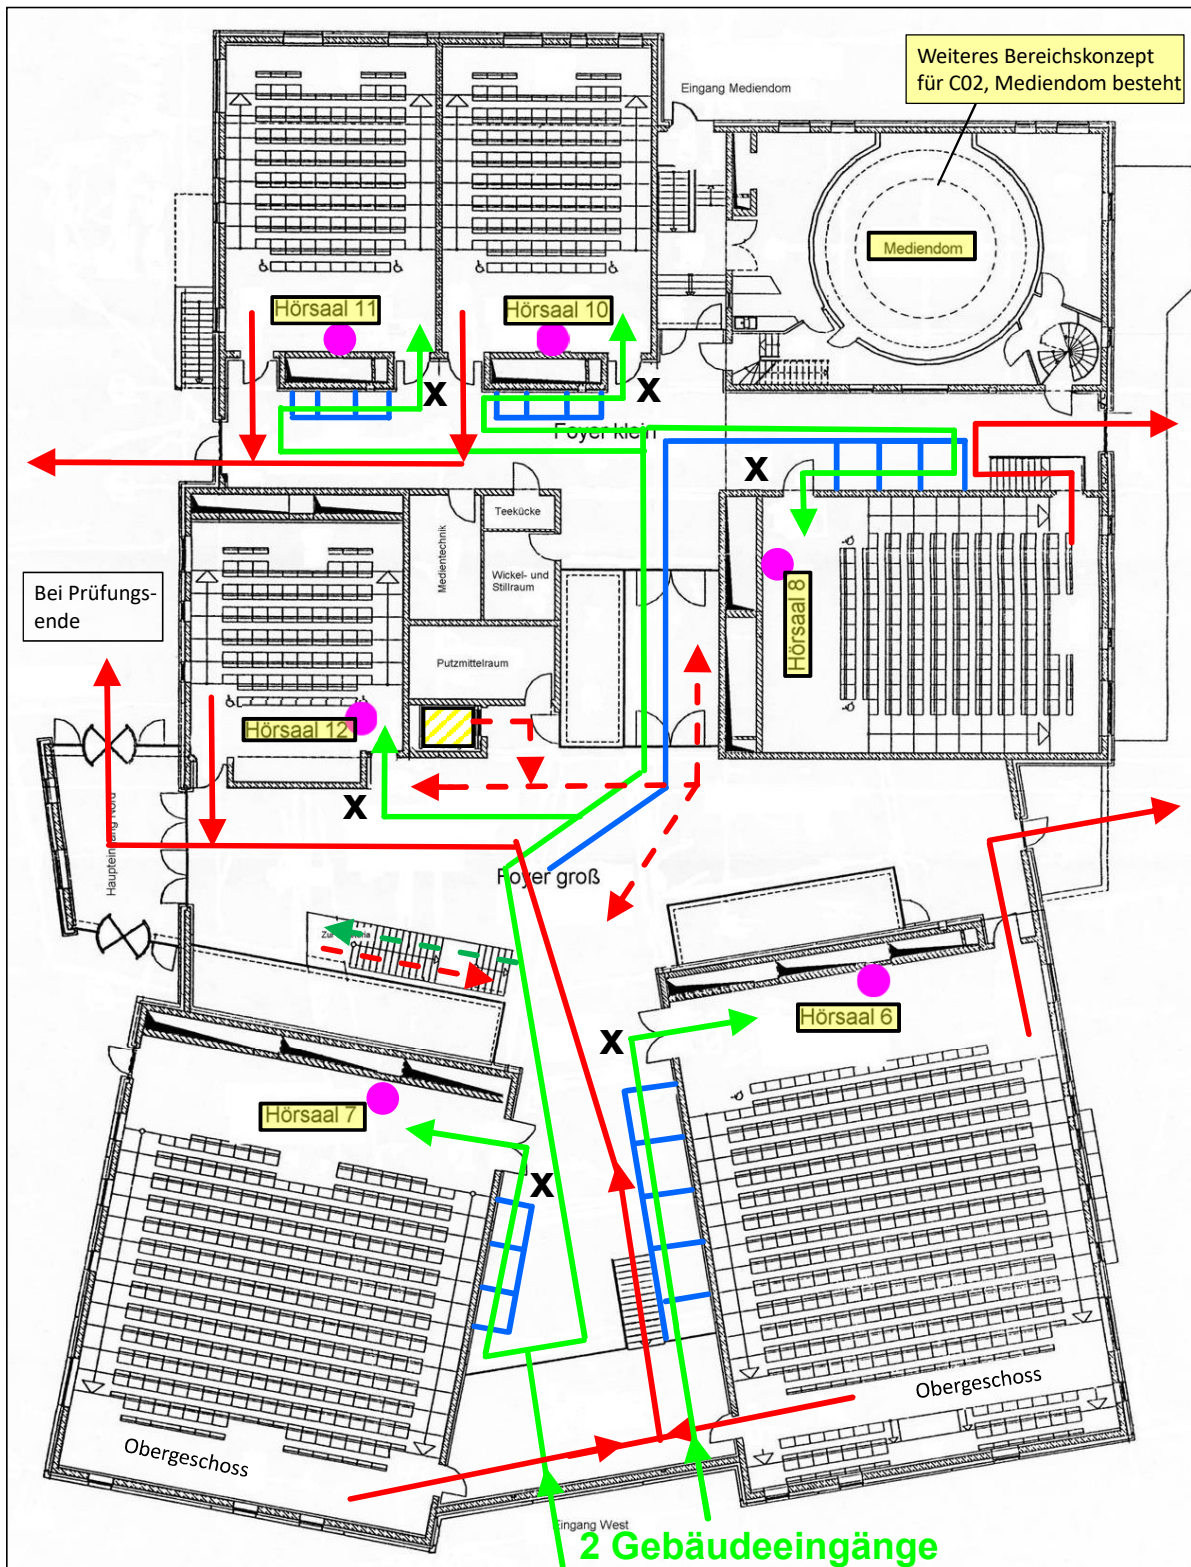 Weiteres Bereichskonzept
für C02, Mediendom besteht
Eingang Mediendom
Mediendom
Hörsaal 11
Hörsaal 10
X
X
Foyer klein
X
Teeküche
Medientechnik
Wickel- und
Stillraum
Hörsaal 8
Bei Prüfungs-
ende
Putzmittelraum
Hörsaal 12
X
Haupteingang Nord
Foyer groß
Hörsaal 6
X
Hörsaal 7
X
Obergeschoss
Obergeschoss
Eingang West
2 Gebäudeeingänge